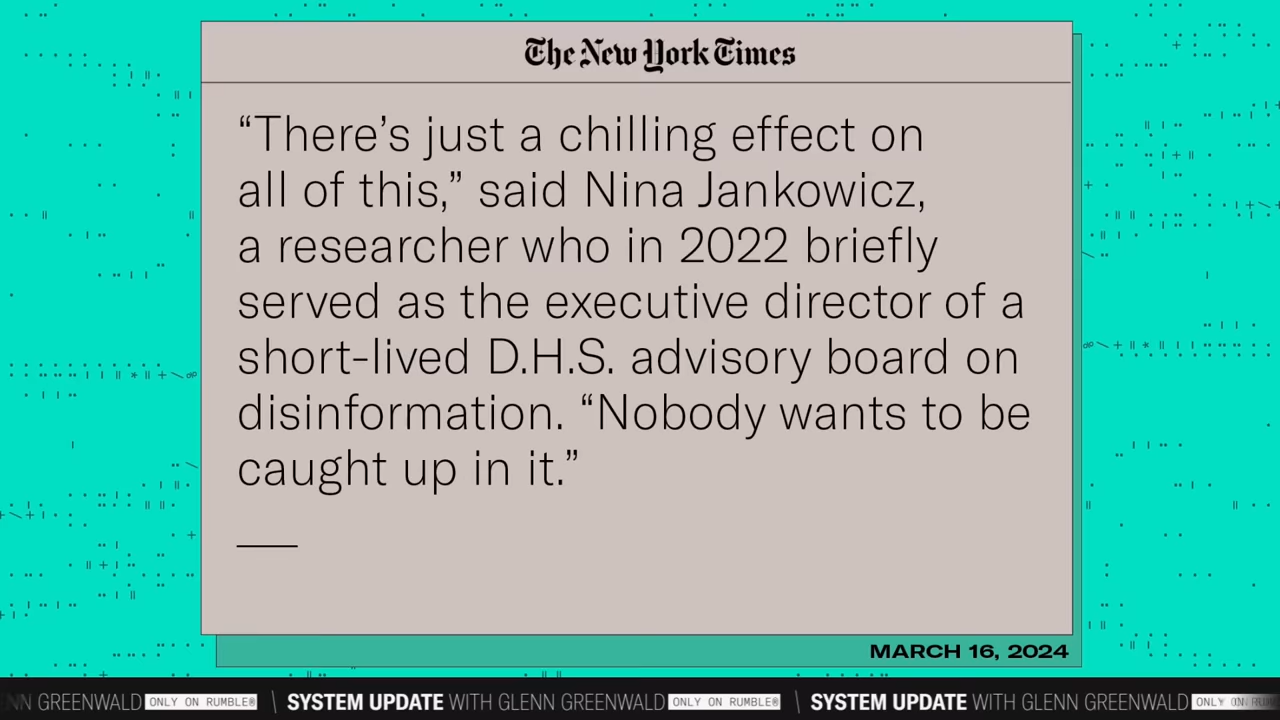 The New York Times
“There’s just a chilling effect on
all of this,” said Nina Jankowicz,
a researcher who in 2022 briefly
served as the executive director of a
short-lived D.H.S. advisory board on
disinformation. “Nobody wants to be
caught up in it.”
MARCH 16, 2024
GREENWALD ONLY ON RUMBLE® \ SYSTEM UPDATE WITH GLENN GREENWALD ONLY ON RUMBLE® \ SYSTEM UPDATE WITH GLENN GREENWALD ONLY ON